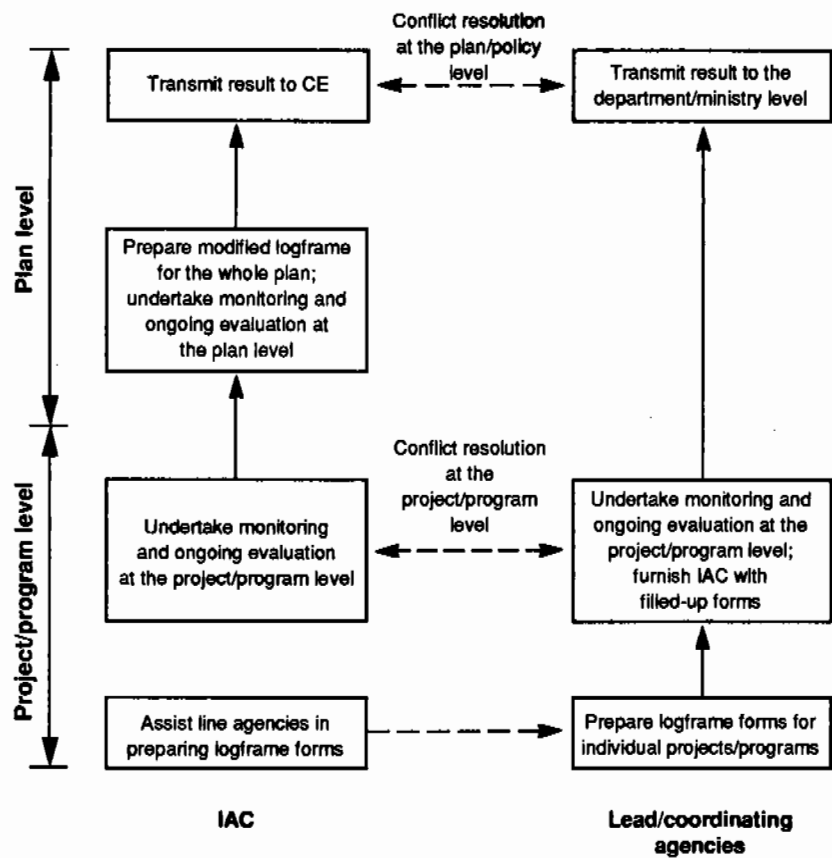 Conflict resolution
at the plan/policy
level
Transmit result to CE
Transmit result to the
department/ministry level
Plan level
Prepare modified logframe
for the whole plan;
undertake monitoring and
ongoing evaluation at
the plan level
Conflict resolution
at the
project/program
level
Project/program level
Undertake monitoring
and ongoing evaluation
at the project/program level
Undertake monitoring and
ongoing evaluation at the
project/program level;
furnish IAC with
filled-up forms
Assist line agencies in
preparing logframe forms
Prepare logframe forms for
individual projects/programs
IAC
Lead/coordinating
agencies